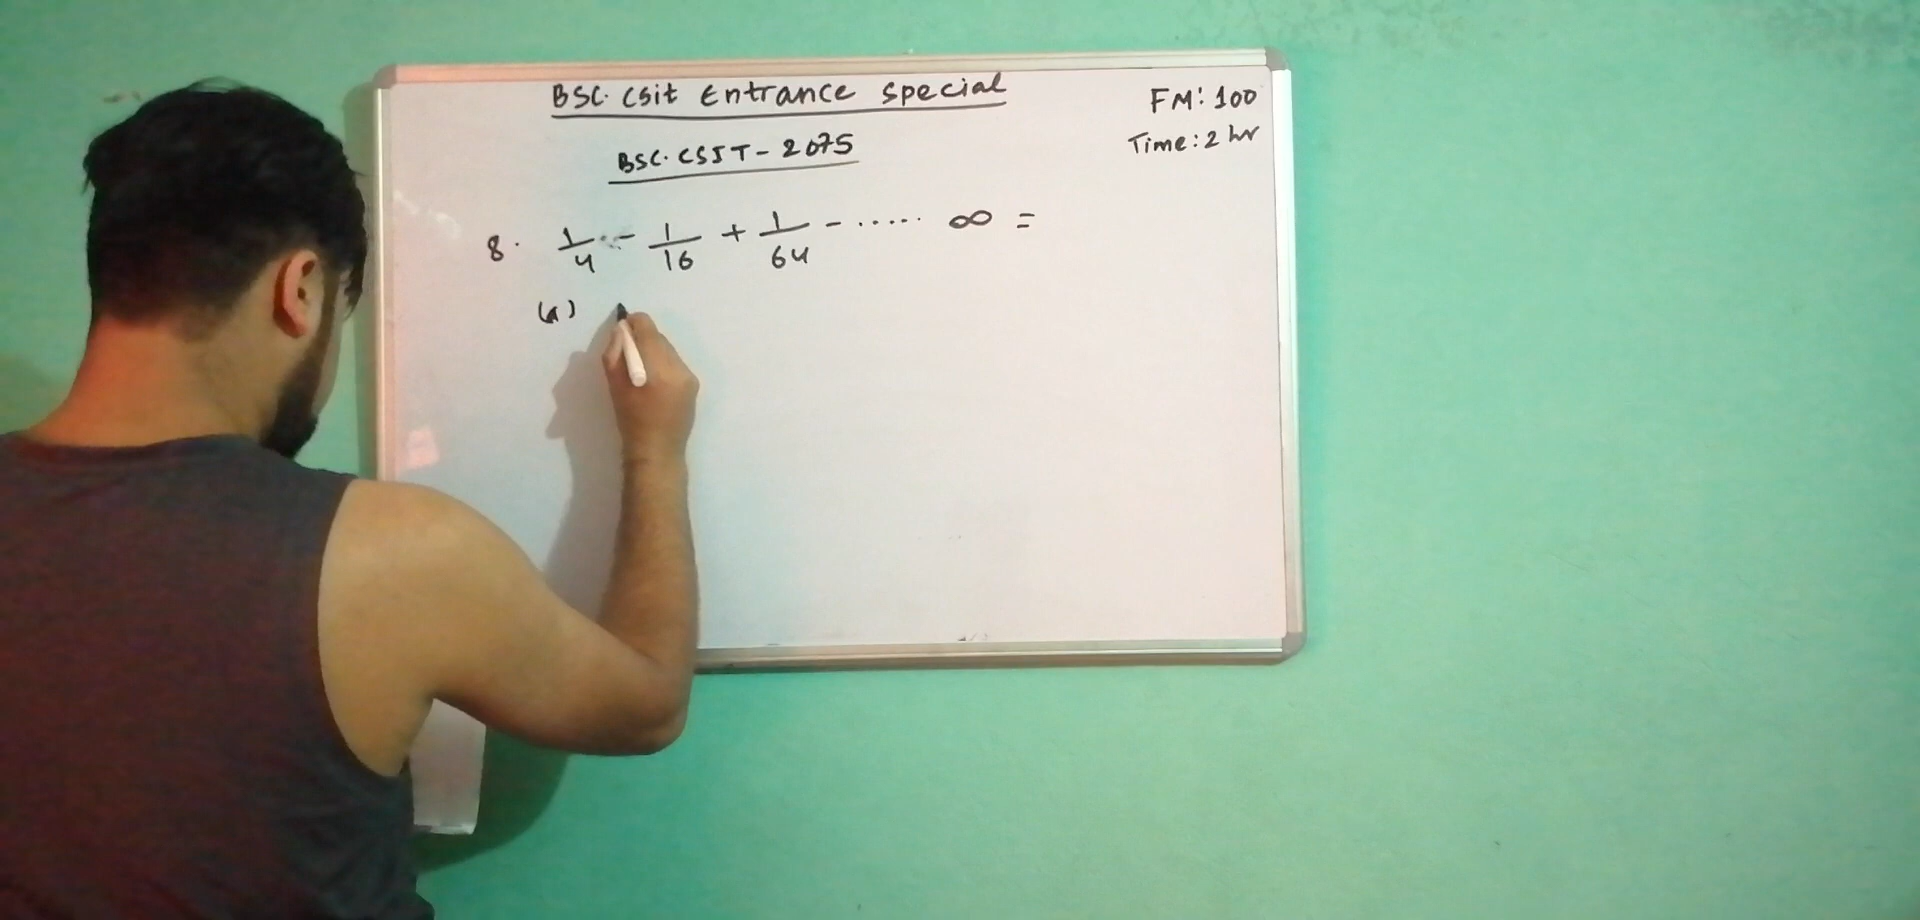 BSC. CSit Entrance Special
FM: 100
Time: 2 hr
BSC. CSIT - 2075
8. 1/4 - 1/16 + 1/64 - ...... ∞ =
(a)